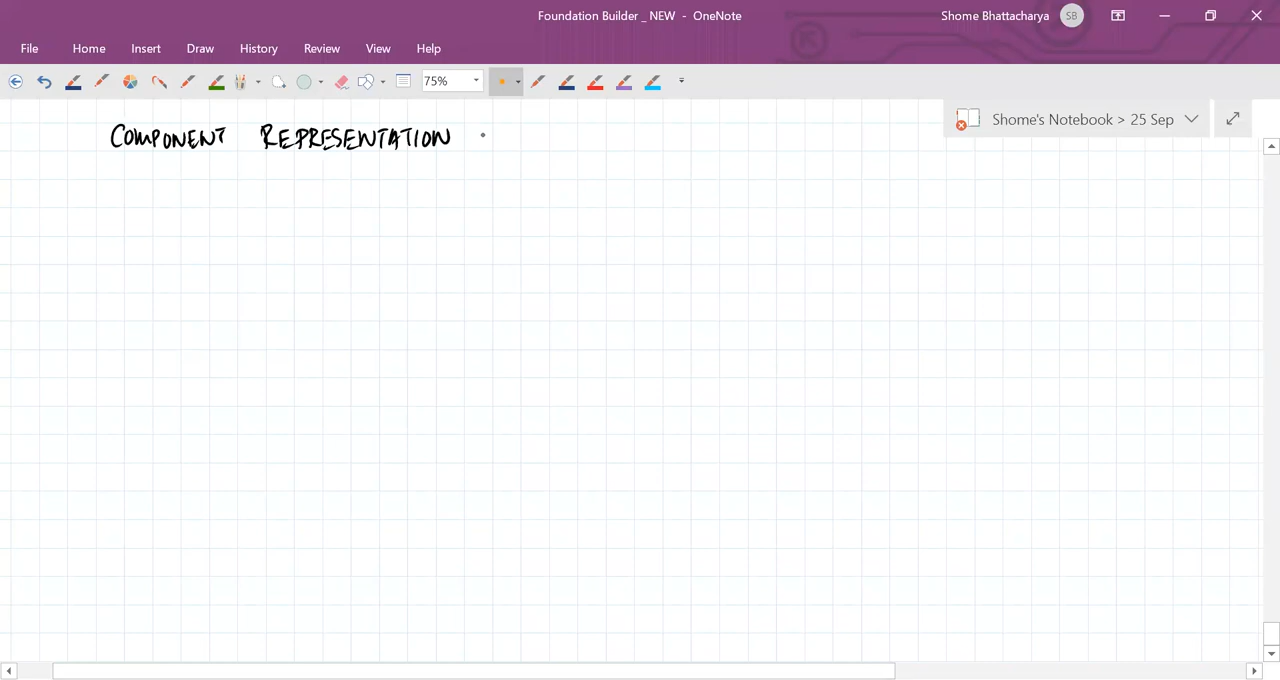 Foundation Builder _ NEW - OneNote
Shome Bhattacharya SB
File Home Insert Draw History Review View Help
75%
Shome's Notebook > 25 Sep
COMPONENT REPRESENTATION